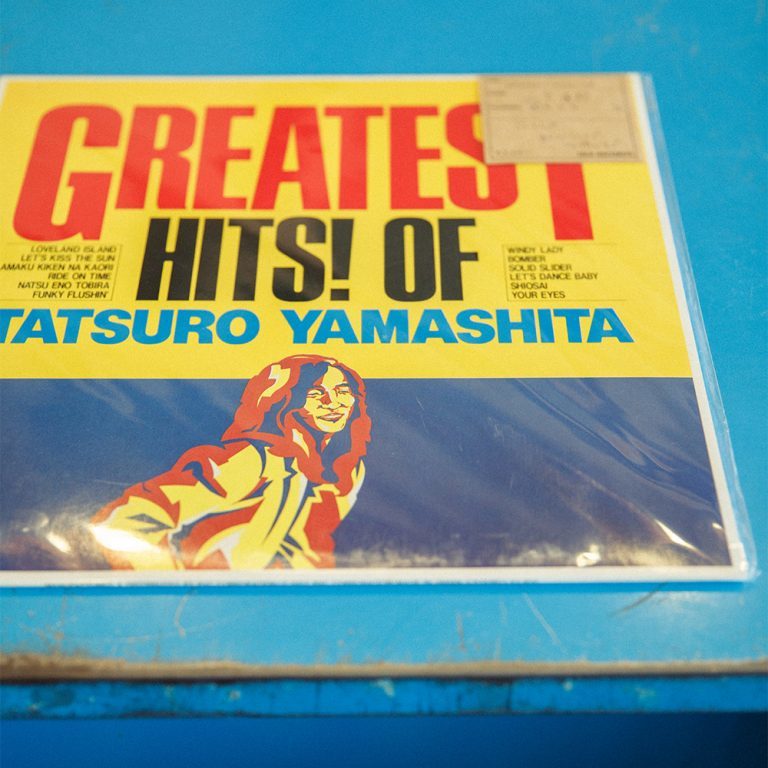 GREATEST
HITS! OF
LOVELAND ISLAND
LET'S KISS THE SUN
AMAKU KIKEN NA KAORI
RIDE ON TIME
NATSU ENO TOBIRA
FUNKY FLUSHIN'
WINDY LADY
BOMBER
SOLID SLIDER
LET'S DANCE BABY
SHIOSAI
YOUR EYES
TATSURO YAMASHITA